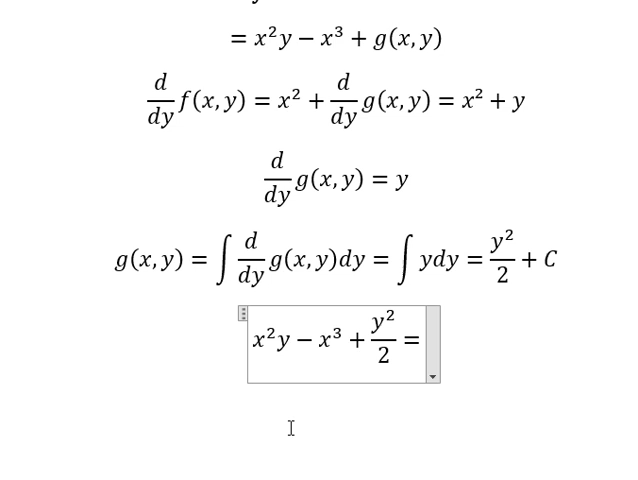 = x²y − x³ + g(x, y)
d/dy f(x, y) = x² + d/dy g(x, y) = x² + y
d/dy g(x, y) = y
g(x, y) = ∫ d/dy g(x, y)dy = ∫ ydy = y²/2 + C
x²y − x³ + y²/2 =